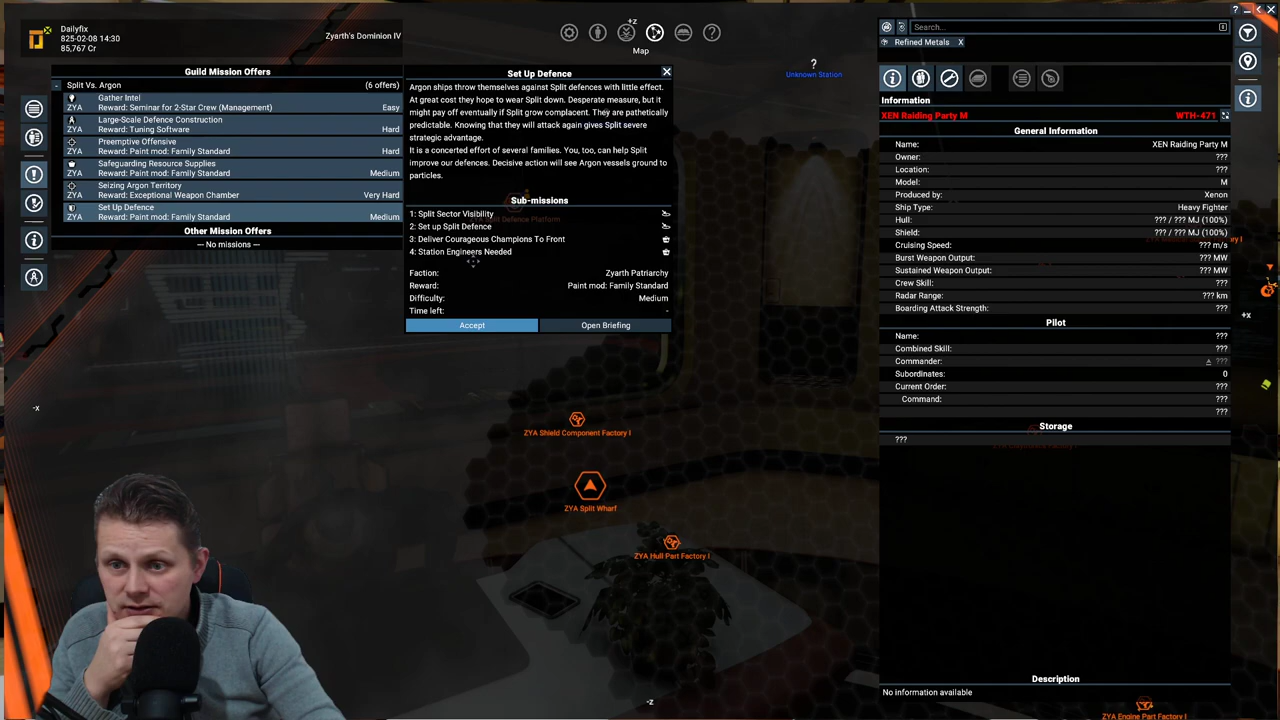 Dailyfix
825-02-08 14:30
85,767 Cr
Zyarth's Dominion IV
+z
Map
?
Unknown Station
Guild Mission Offers
Split Vs. Argon (6 offers)
Gather Intel
ZYA Reward: Seminar for 2-Star Crew (Management) Easy
Large-Scale Defence Construction
ZYA Reward: Tuning Software Hard
Preemptive Offensive
ZYA Reward: Paint mod: Family Standard Hard
Safeguarding Resource Supplies
ZYA Reward: Paint mod: Family Standard Medium
Seizing Argon Territory
ZYA Reward: Exceptional Weapon Chamber Very Hard
Set Up Defence
ZYA Reward: Paint mod: Family Standard Medium
Other Mission Offers
--- No missions ---
Set Up Defence
Argon ships throw themselves against Split defences with little effect.
At great cost they hope to wear Split down. Desperate measure, but it
might pay off eventually if Split grow complacent. They are pathetically
predictable. Knowing that they will attack again gives Split severe
strategic advantage.
It is a concerted effort of several families. You, too, can help Split
improve our defences. Decisive action will see Argon vessels ground to
particles.
Sub-missions
1: Split Sector Visibility
2: Set up Split Defence
3: Deliver Courageous Champions To Front
4: Station Engineers Needed
Faction: Zyarth Patriarchy
Reward: Paint mod: Family Standard
Difficulty: Medium
Time left: -
Accept
Open Briefing
-x
ZYA Shield Component Factory I
ZYA Split Wharf
ZYA Hull Part Factory I
-z
Search...
Refined Metals X
Information
XEN Raiding Party M WTH-471
General Information
Name: XEN Raiding Party M
Owner: ???
Location: ???
Model: M
Produced by: Xenon
Ship Type: Heavy Fighter
Hull: ??? / ??? MJ (100%)
Shield: ??? / ??? MJ (100%)
Cruising Speed: ??? m/s
Burst Weapon Output: ??? MW
Sustained Weapon Output: ??? MW
Crew Skill: ???
Radar Range: ??? km
Boarding Attack Strength: ???
+x
Pilot
Name: ???
Combined Skill: ???
Commander: ???
Subordinates: 0
Current Order: ???
Command: ???
???
Storage
???
Description
No information available
ZYA Engine Part Factory I